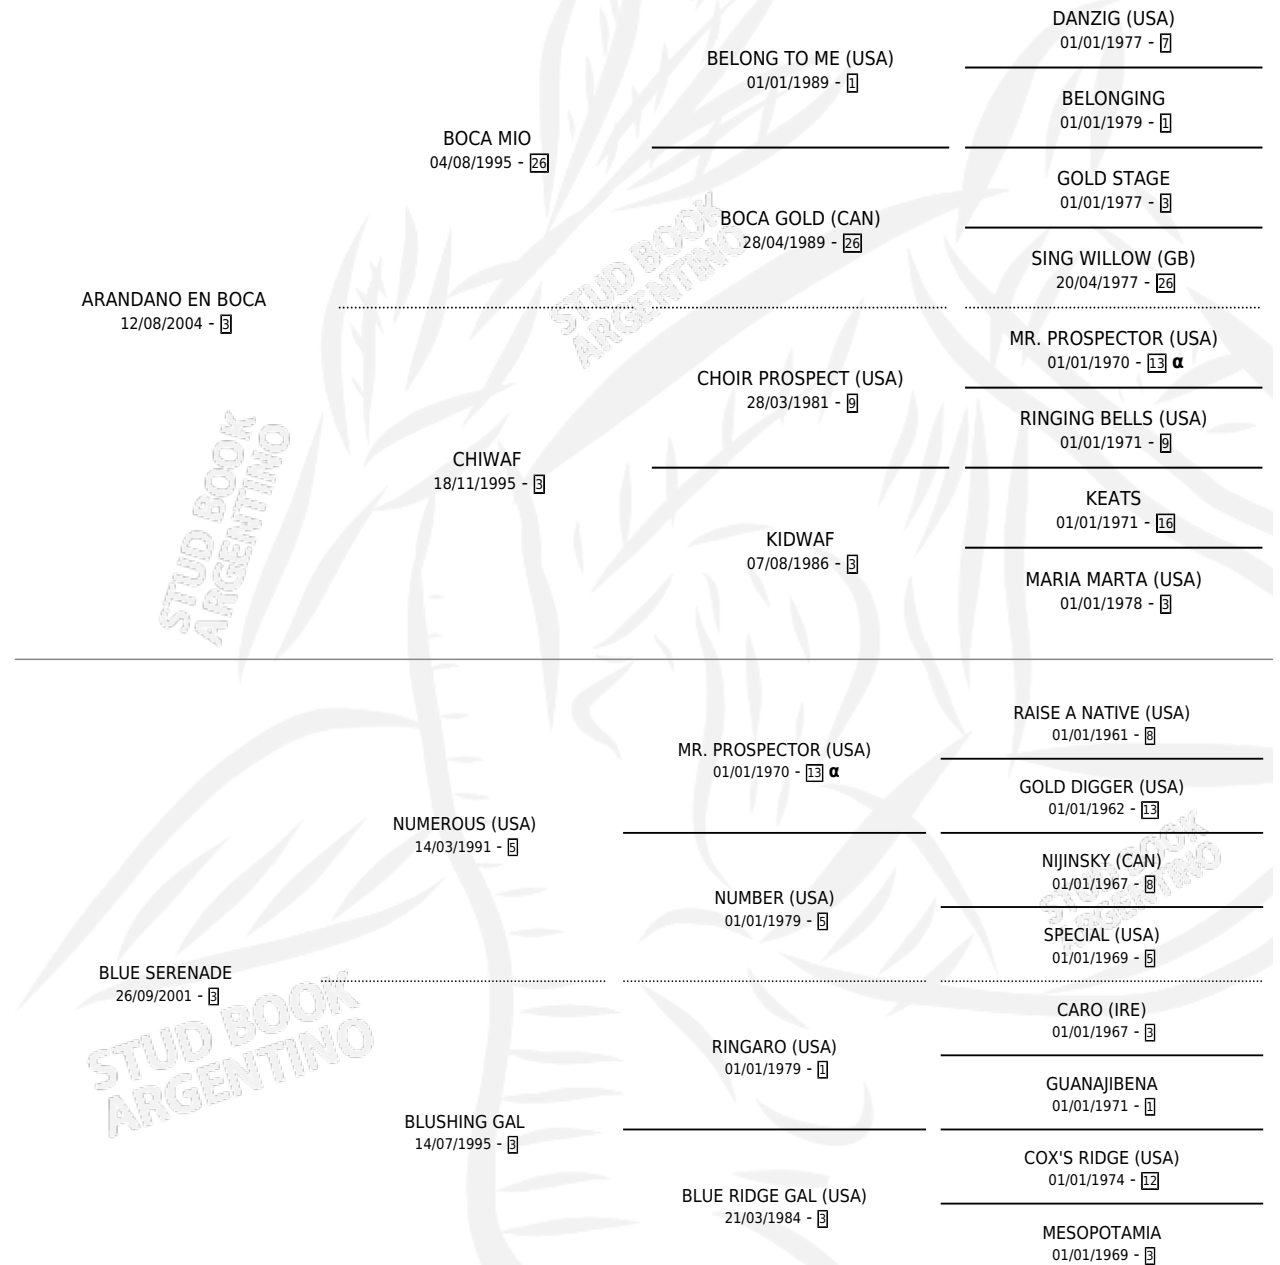 DANZIG (USA)
01/01/1977 - 7
BELONG TO ME (USA)
01/01/1989 - 1
BELONGING
01/01/1979 - 1
BOCA MIO
04/08/1995 - 26
GOLD STAGE
01/01/1977 - 3
BOCA GOLD (CAN)
28/04/1989 - 26
SING WILLOW (GB)
20/04/1977 - 26
ARANDANO EN BOCA
12/08/2004 - 3
MR. PROSPECTOR (USA)
01/01/1970 - 13 α
CHOIR PROSPECT (USA)
28/03/1981 - 9
RINGING BELLS (USA)
01/01/1971 - 9
CHIWAF
18/11/1995 - 3
KEATS
01/01/1971 - 16
KIDWAF
07/08/1986 - 3
MARIA MARTA (USA)
01/01/1978 - 3
STUD BOOK
ARGENTINO
STUD BOOK
ARGENTINO
RAISE A NATIVE (USA)
01/01/1961 - 8
MR. PROSPECTOR (USA)
01/01/1970 - 13 α
GOLD DIGGER (USA)
01/01/1962 - 13
NUMEROUS (USA)
14/03/1991 - 5
NIJINSKY (CAN)
01/01/1967 - 8
NUMBER (USA)
01/01/1979 - 5
SPECIAL (USA)
01/01/1969 - 5
BLUE SERENADE
26/09/2001 - 3
CARO (IRE)
01/01/1967 - 3
RINGARO (USA)
01/01/1979 - 1
GUANAJIBENA
01/01/1971 - 1
BLUSHING GAL
14/07/1995 - 3
COX'S RIDGE (USA)
01/01/1974 - 12
BLUE RIDGE GAL (USA)
21/03/1984 - 3
MESOPOTAMIA
01/01/1969 - 3
STUD BOOK
ARGENTINO
STUD BOOK
ARGENTINO